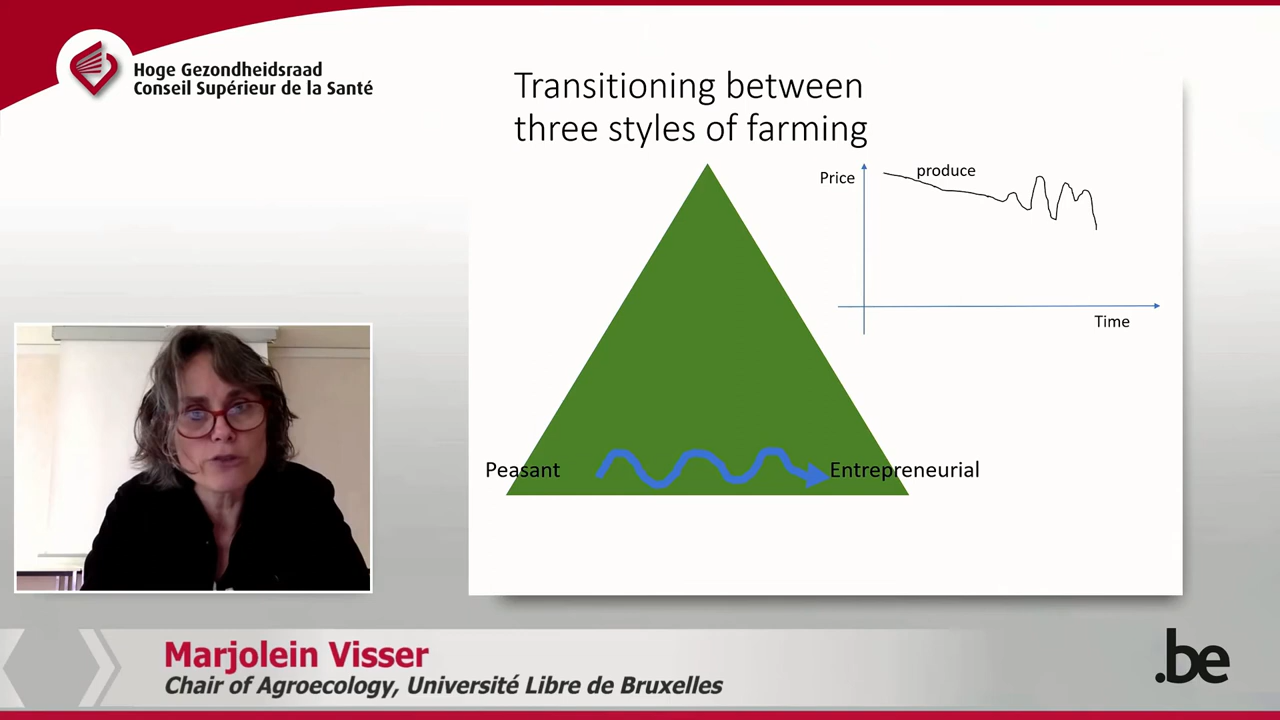 Hoge Gezondheidsraad
Conseil Supérieur de la Santé
Transitioning between
three styles of farming
Price
produce
Time
Peasant
Entrepreneurial
Marjolein Visser
Chair of Agroecology, Université Libre de Bruxelles
.be